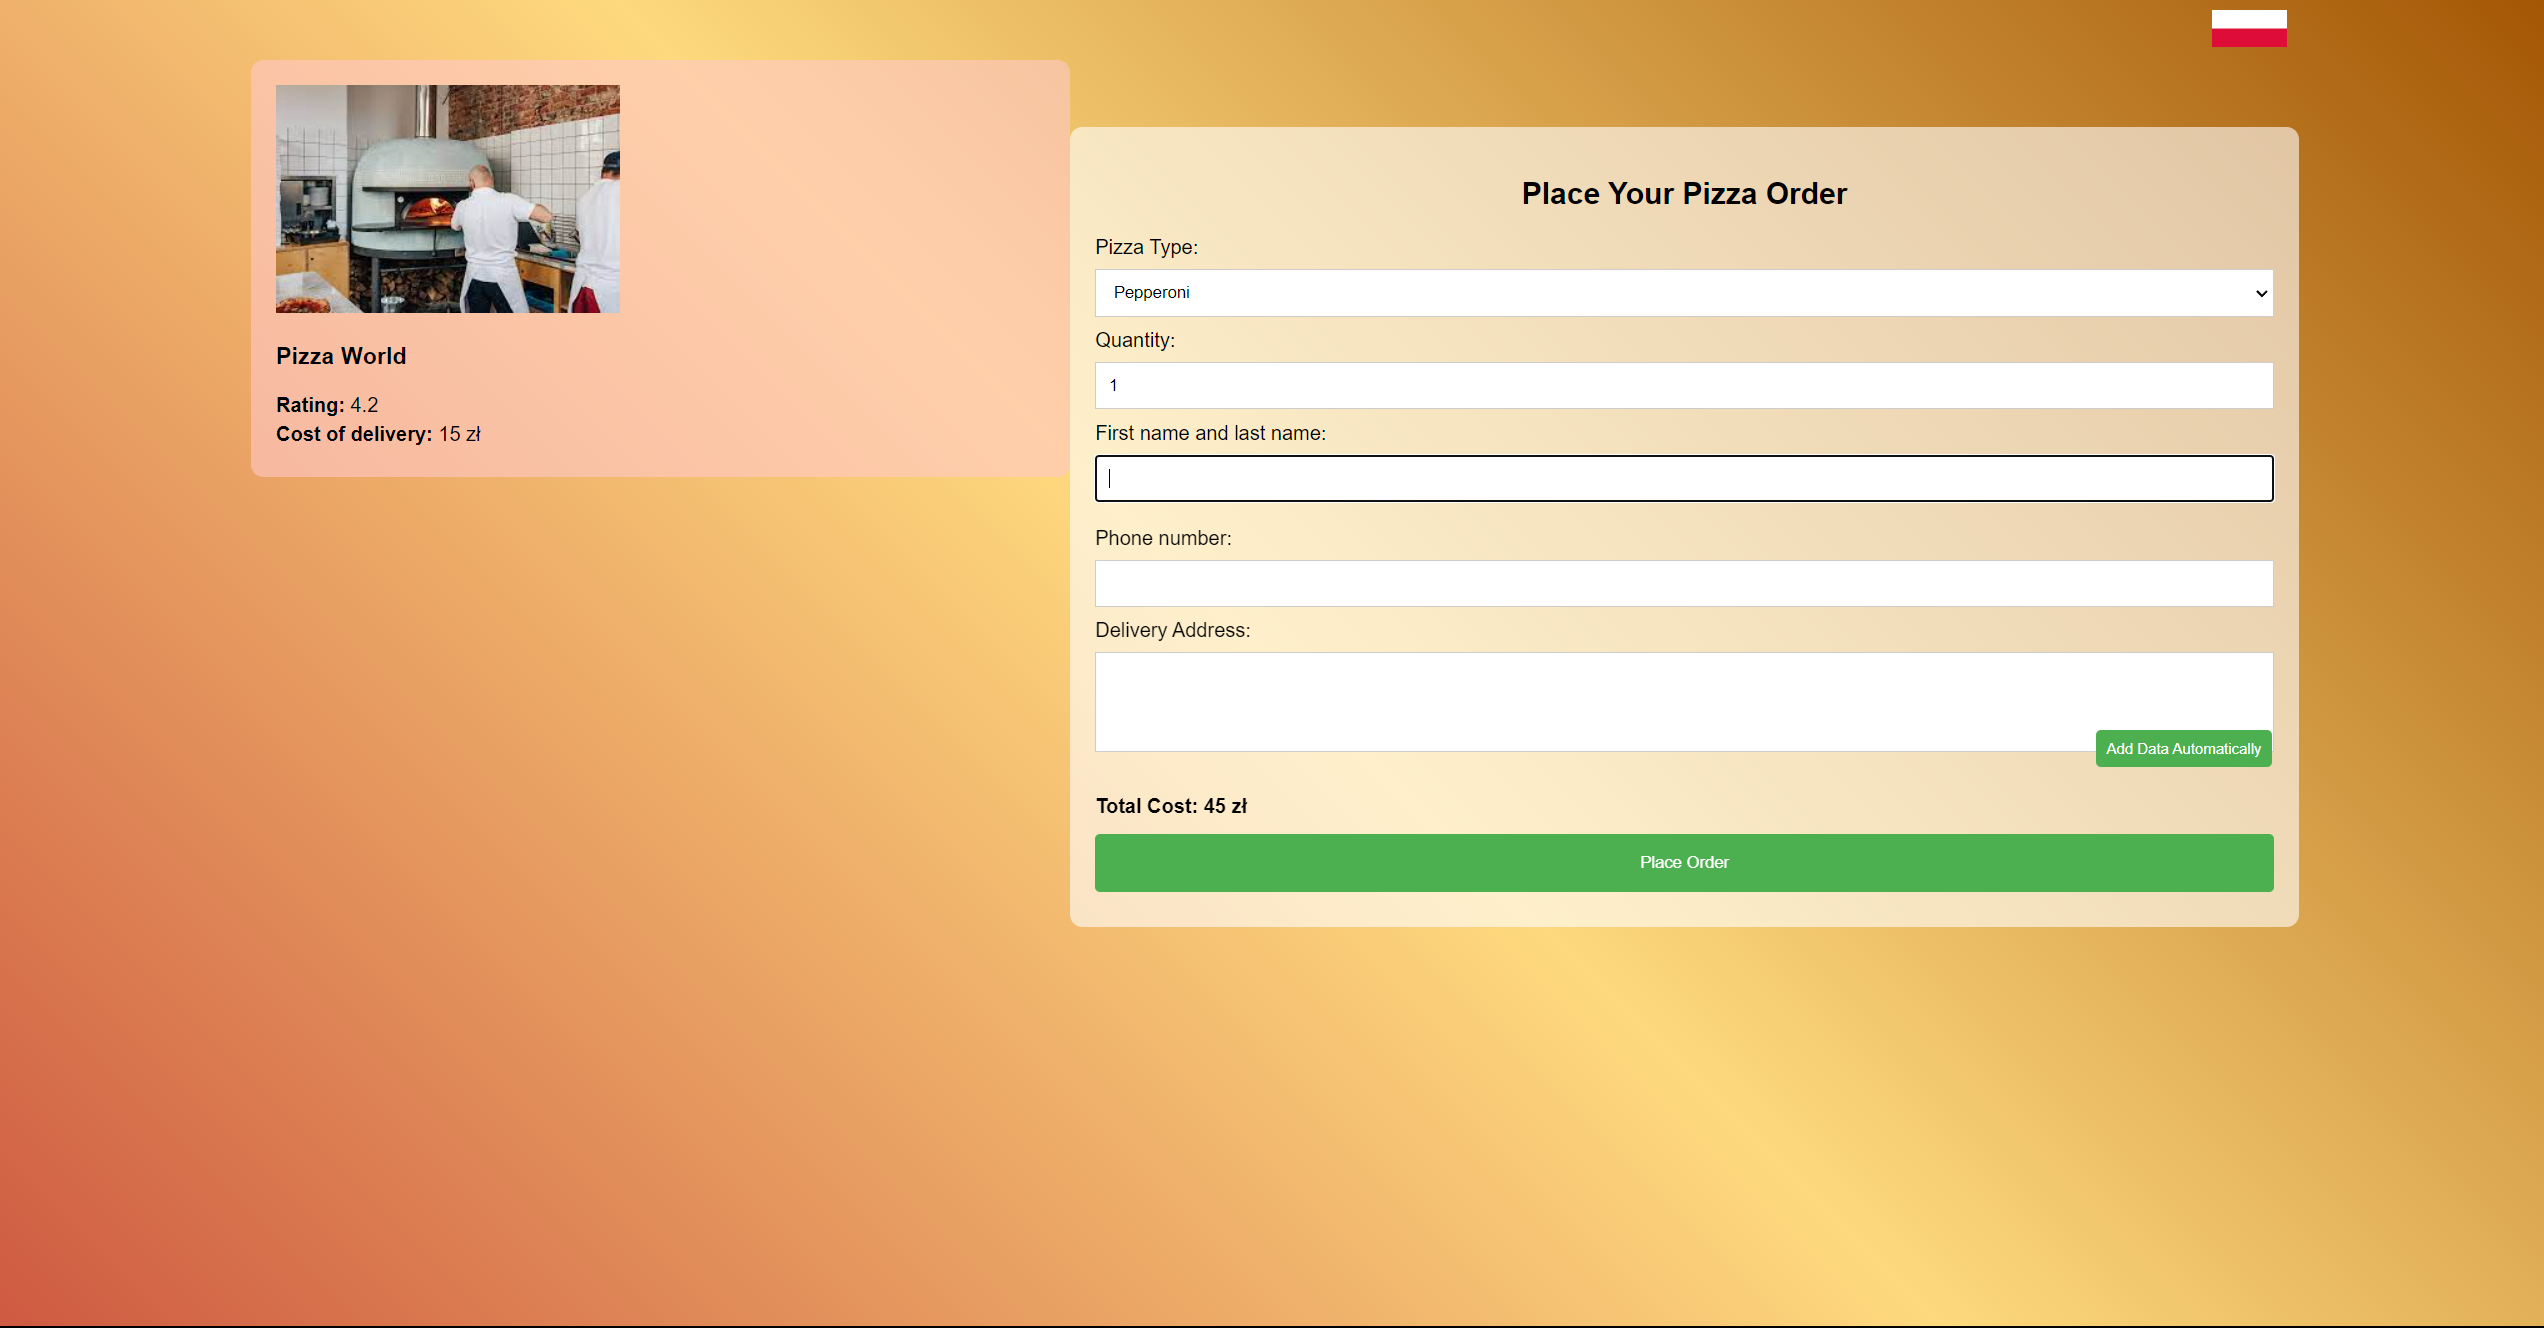 Pizza World
Rating: 4.2
Cost of delivery: 15 zł
Place Your Pizza Order
Pizza Type:
Pepperoni
Quantity:
1
First name and last name:
Phone number:
Delivery Address:
Add Data Automatically
Total Cost: 45 zł
Place Order